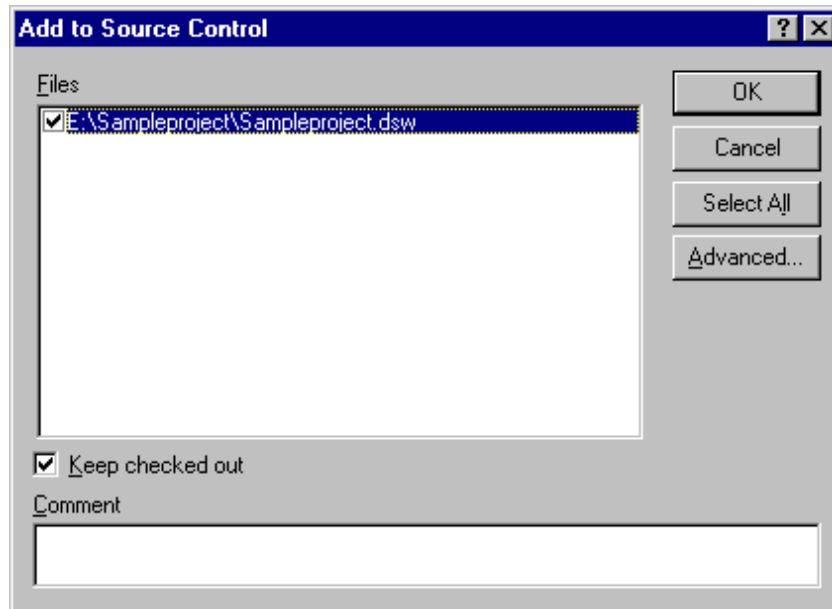 Add to Source Control
Files
E:\Sampleproject\Sampleproject.dsw
OK
Cancel
Select All
Advanced...
Keep checked out
Comment